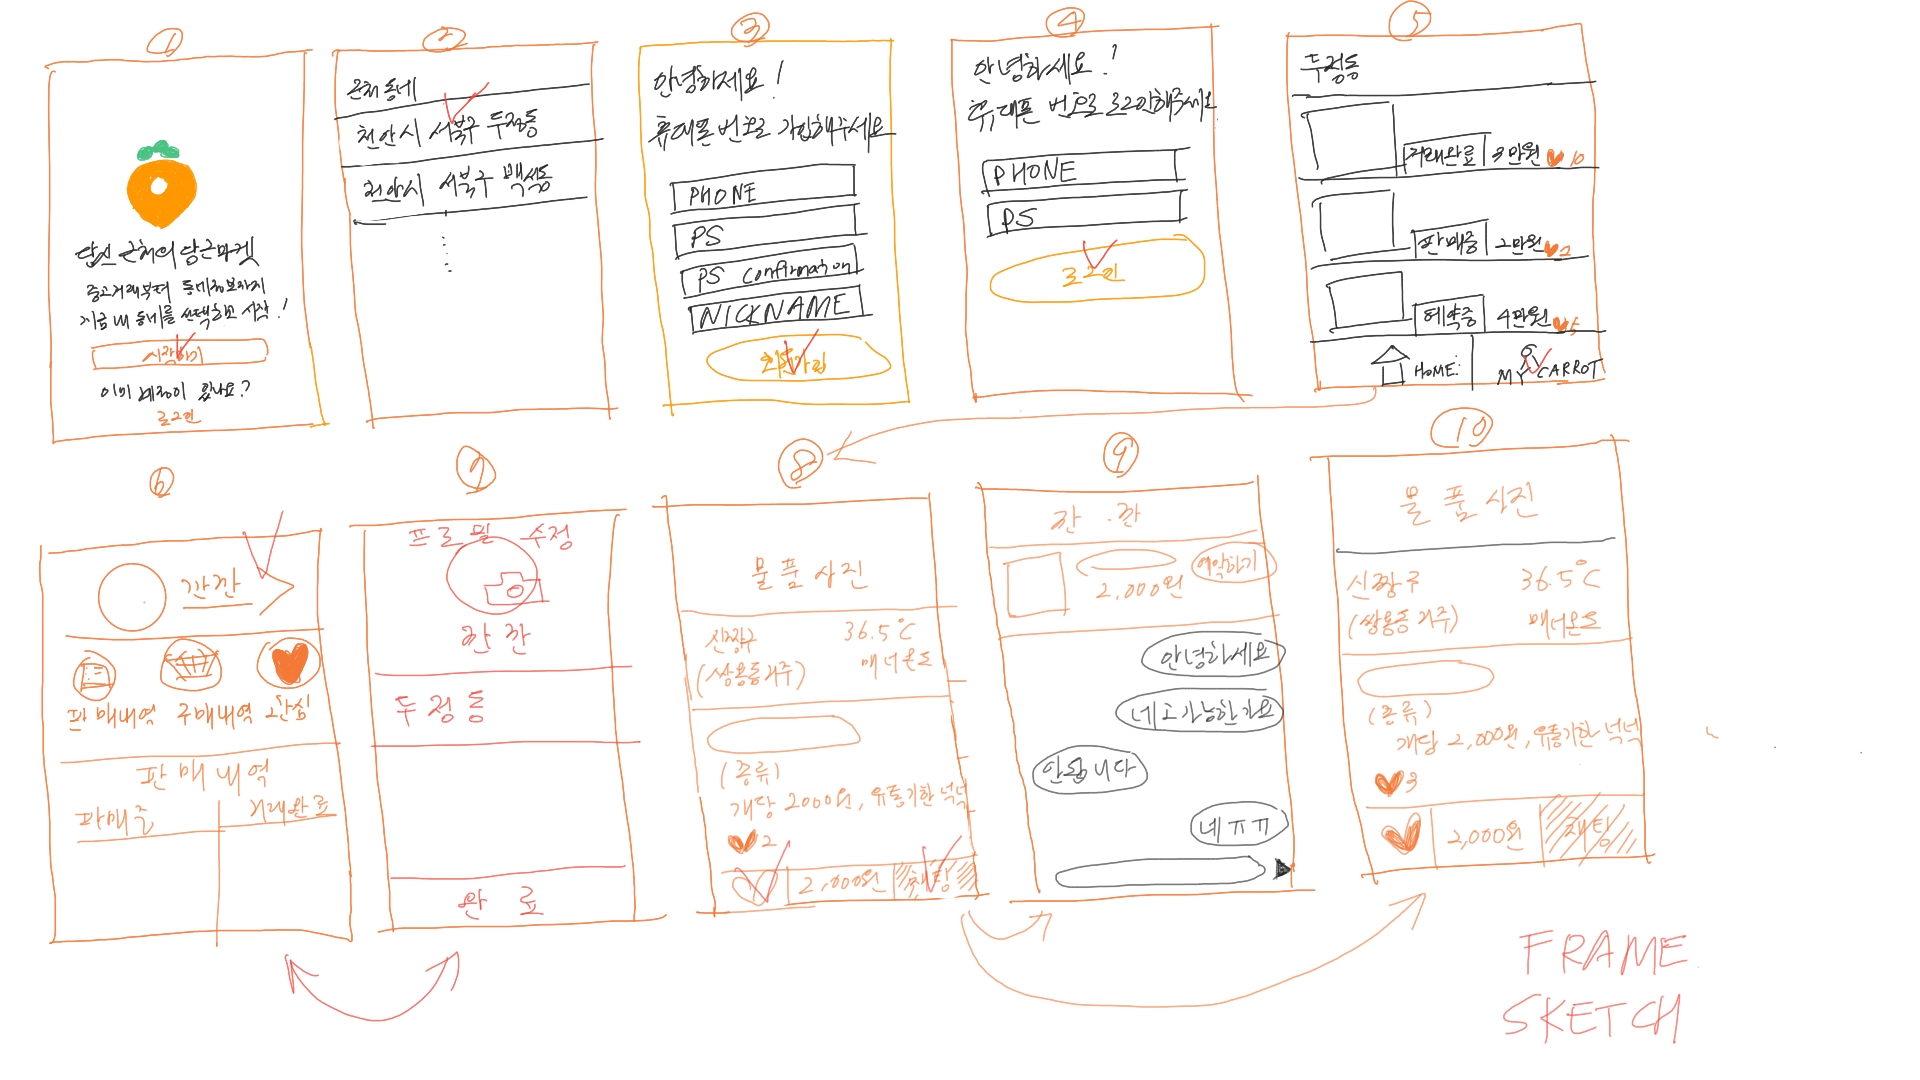 1
당신 근처의 당근마켓
중고거래부터 동네정보까지
지금 내 동네를 선택하고 시작!
시작하기
이미 계정이 있나요?
로그인
2
근처 동네
천안시 서북구 두정동
천안시 서북구 백석동
3
안녕하세요!
휴대폰 번호로 가입해주세요
PHONE
PS
PS confirmation
NICKNAME
회원가입
4
안녕하세요!
휴대폰 번호로 로그인해주세요
PHONE
PS
로그인
5
두정동
거래완료 3만원 10
판매중 2만원 2
예약중 4만원 5
HOME:
MY CARROT
6
깐깐
판매내역 구매내역 관심
판매내역
판매중 거래완료
7
프로필 수정
깐깐
두정동
완료
8
물품사진
신짱구 36.5°C
(쌍용동거주) 매너온도
(종류)
개당 2000원, 유통기한 넉넉
2
2,000원 채팅
9
깐.깐
예약하기
2,000원
안녕하세요
네고가능한가요
안됩니다
네 ㅠㅠ
10
물품사진
신짱구 36.5°C
(쌍용동거주) 매너온도
(종류)
개당 2,000원, 유통기한 넉넉
3
2,000원 채팅
FRAME
SKETCH